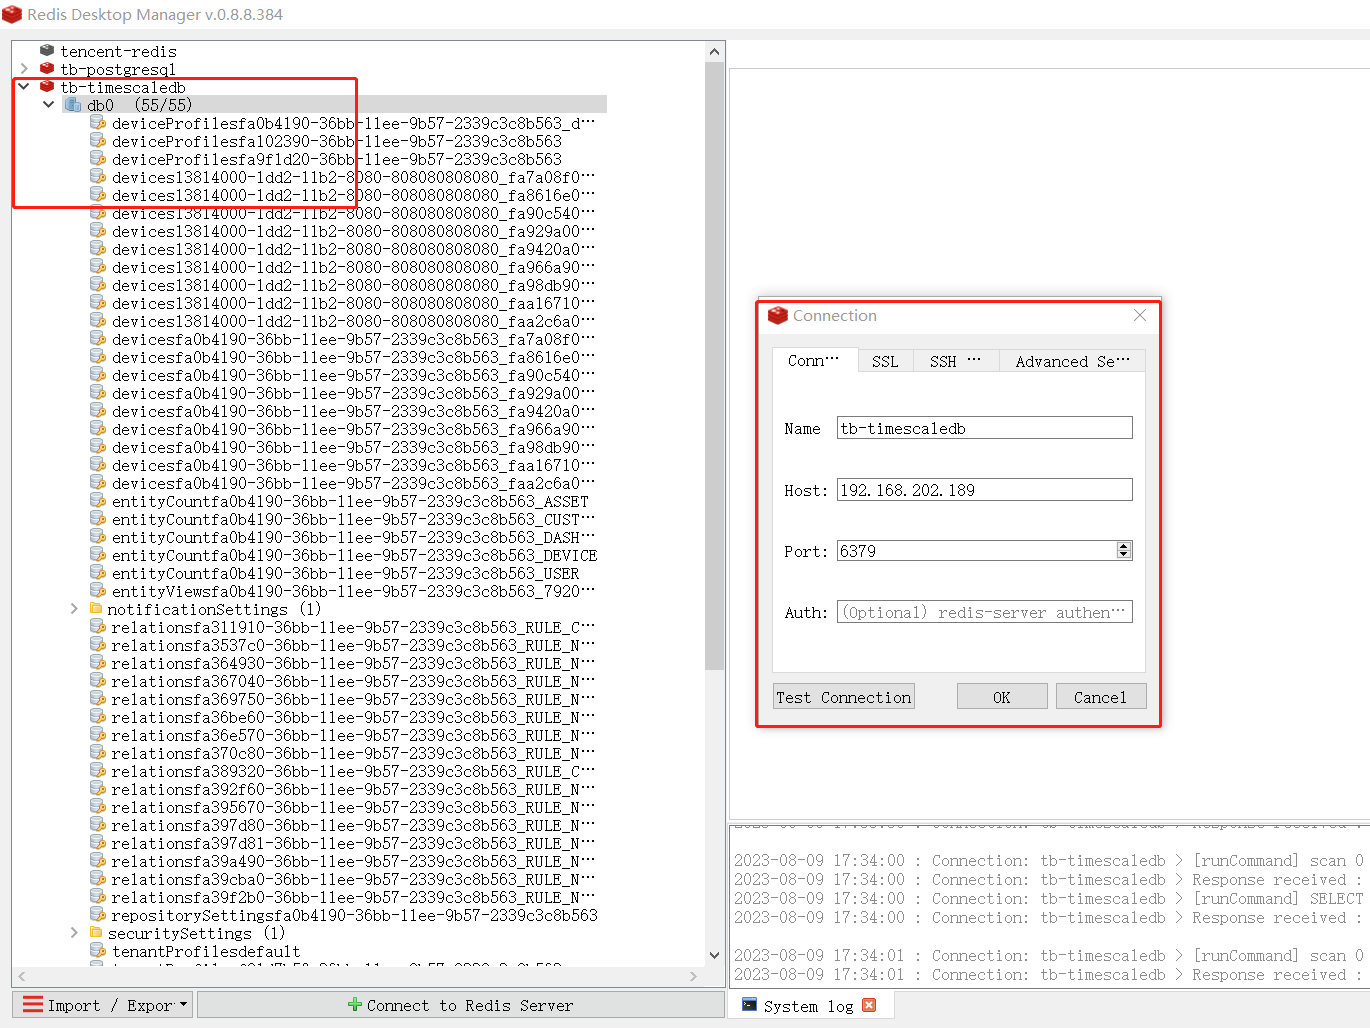 Redis Desktop Manager v.0.8.8.384
tencent-redis
tb-postgresql
tb-timescaledb
db0 (55/55)
deviceProfilesfa0b4190-36bb-11ee-9b57-2339c3c8b563_d···
deviceProfilesfa102390-36bb-11ee-9b57-2339c3c8b563
deviceProfilesfa9f1d20-36bb-11ee-9b57-2339c3c8b563
devices13814000-1dd2-11b2-8080-808080808080_fa7a08f0···
devices13814000-1dd2-11b2-8080-808080808080_fa8616e0···
devices13814000-1dd2-11b2-8080-808080808080_fa90c540···
devices13814000-1dd2-11b2-8080-808080808080_fa929a00···
devices13814000-1dd2-11b2-8080-808080808080_fa9420a0···
devices13814000-1dd2-11b2-8080-808080808080_fa966a90···
devices13814000-1dd2-11b2-8080-808080808080_fa98db90···
devices13814000-1dd2-11b2-8080-808080808080_faa16710···
devices13814000-1dd2-11b2-8080-808080808080_faa2c6a0···
devicesfa0b4190-36bb-11ee-9b57-2339c3c8b563_fa7a08f0···
devicesfa0b4190-36bb-11ee-9b57-2339c3c8b563_fa8616e0···
devicesfa0b4190-36bb-11ee-9b57-2339c3c8b563_fa90c540···
devicesfa0b4190-36bb-11ee-9b57-2339c3c8b563_fa929a00···
devicesfa0b4190-36bb-11ee-9b57-2339c3c8b563_fa9420a0···
devicesfa0b4190-36bb-11ee-9b57-2339c3c8b563_fa966a90···
devicesfa0b4190-36bb-11ee-9b57-2339c3c8b563_fa98db90···
devicesfa0b4190-36bb-11ee-9b57-2339c3c8b563_faa16710···
devicesfa0b4190-36bb-11ee-9b57-2339c3c8b563_faa2c6a0···
entityCountfa0b4190-36bb-11ee-9b57-2339c3c8b563_ASSET
entityCountfa0b4190-36bb-11ee-9b57-2339c3c8b563_CUST···
entityCountfa0b4190-36bb-11ee-9b57-2339c3c8b563_DASH···
entityCountfa0b4190-36bb-11ee-9b57-2339c3c8b563_DEVICE
entityCountfa0b4190-36bb-11ee-9b57-2339c3c8b563_USER
entityViewsfa0b4190-36bb-11ee-9b57-2339c3c8b563_7920···
notificationSettings (1)
relationsfa311910-36bb-11ee-9b57-2339c3c8b563_RULE_C···
relationsfa3537c0-36bb-11ee-9b57-2339c3c8b563_RULE_N···
relationsfa364930-36bb-11ee-9b57-2339c3c8b563_RULE_N···
relationsfa367040-36bb-11ee-9b57-2339c3c8b563_RULE_N···
relationsfa369750-36bb-11ee-9b57-2339c3c8b563_RULE_N···
relationsfa36be60-36bb-11ee-9b57-2339c3c8b563_RULE_N···
relationsfa36e570-36bb-11ee-9b57-2339c3c8b563_RULE_N···
relationsfa370c80-36bb-11ee-9b57-2339c3c8b563_RULE_N···
relationsfa389320-36bb-11ee-9b57-2339c3c8b563_RULE_C···
relationsfa392f60-36bb-11ee-9b57-2339c3c8b563_RULE_N···
relationsfa395670-36bb-11ee-9b57-2339c3c8b563_RULE_N···
relationsfa397d80-36bb-11ee-9b57-2339c3c8b563_RULE_N···
relationsfa397d81-36bb-11ee-9b57-2339c3c8b563_RULE_N···
relationsfa39a490-36bb-11ee-9b57-2339c3c8b563_RULE_N···
relationsfa39cba0-36bb-11ee-9b57-2339c3c8b563_RULE_N···
relationsfa39f2b0-36bb-11ee-9b57-2339c3c8b563_RULE_N···
repositorySettingsfa0b4190-36bb-11ee-9b57-2339c3c8b563
securitySettings (1)
tenantProfilesdefault
Import / Expor
Connect to Redis Server
Connection
Conn···
SSL
SSH ···
Advanced Se···
Name tb-timescaledb
Host: 192.168.202.189
Port: 6379
Auth: (Optional) redis-server authen···
Test Connection
OK
Cancel
2023-08-09 17:34:00 : Connection: tb-timescaledb > [runCommand] scan 0
2023-08-09 17:34:00 : Connection: tb-timescaledb > Response received :
2023-08-09 17:34:00 : Connection: tb-timescaledb > [runCommand] SELECT
2023-08-09 17:34:00 : Connection: tb-timescaledb > Response received :
2023-08-09 17:34:01 : Connection: tb-timescaledb > [runCommand] scan 0
2023-08-09 17:34:01 : Connection: tb-timescaledb > Response received :
System log